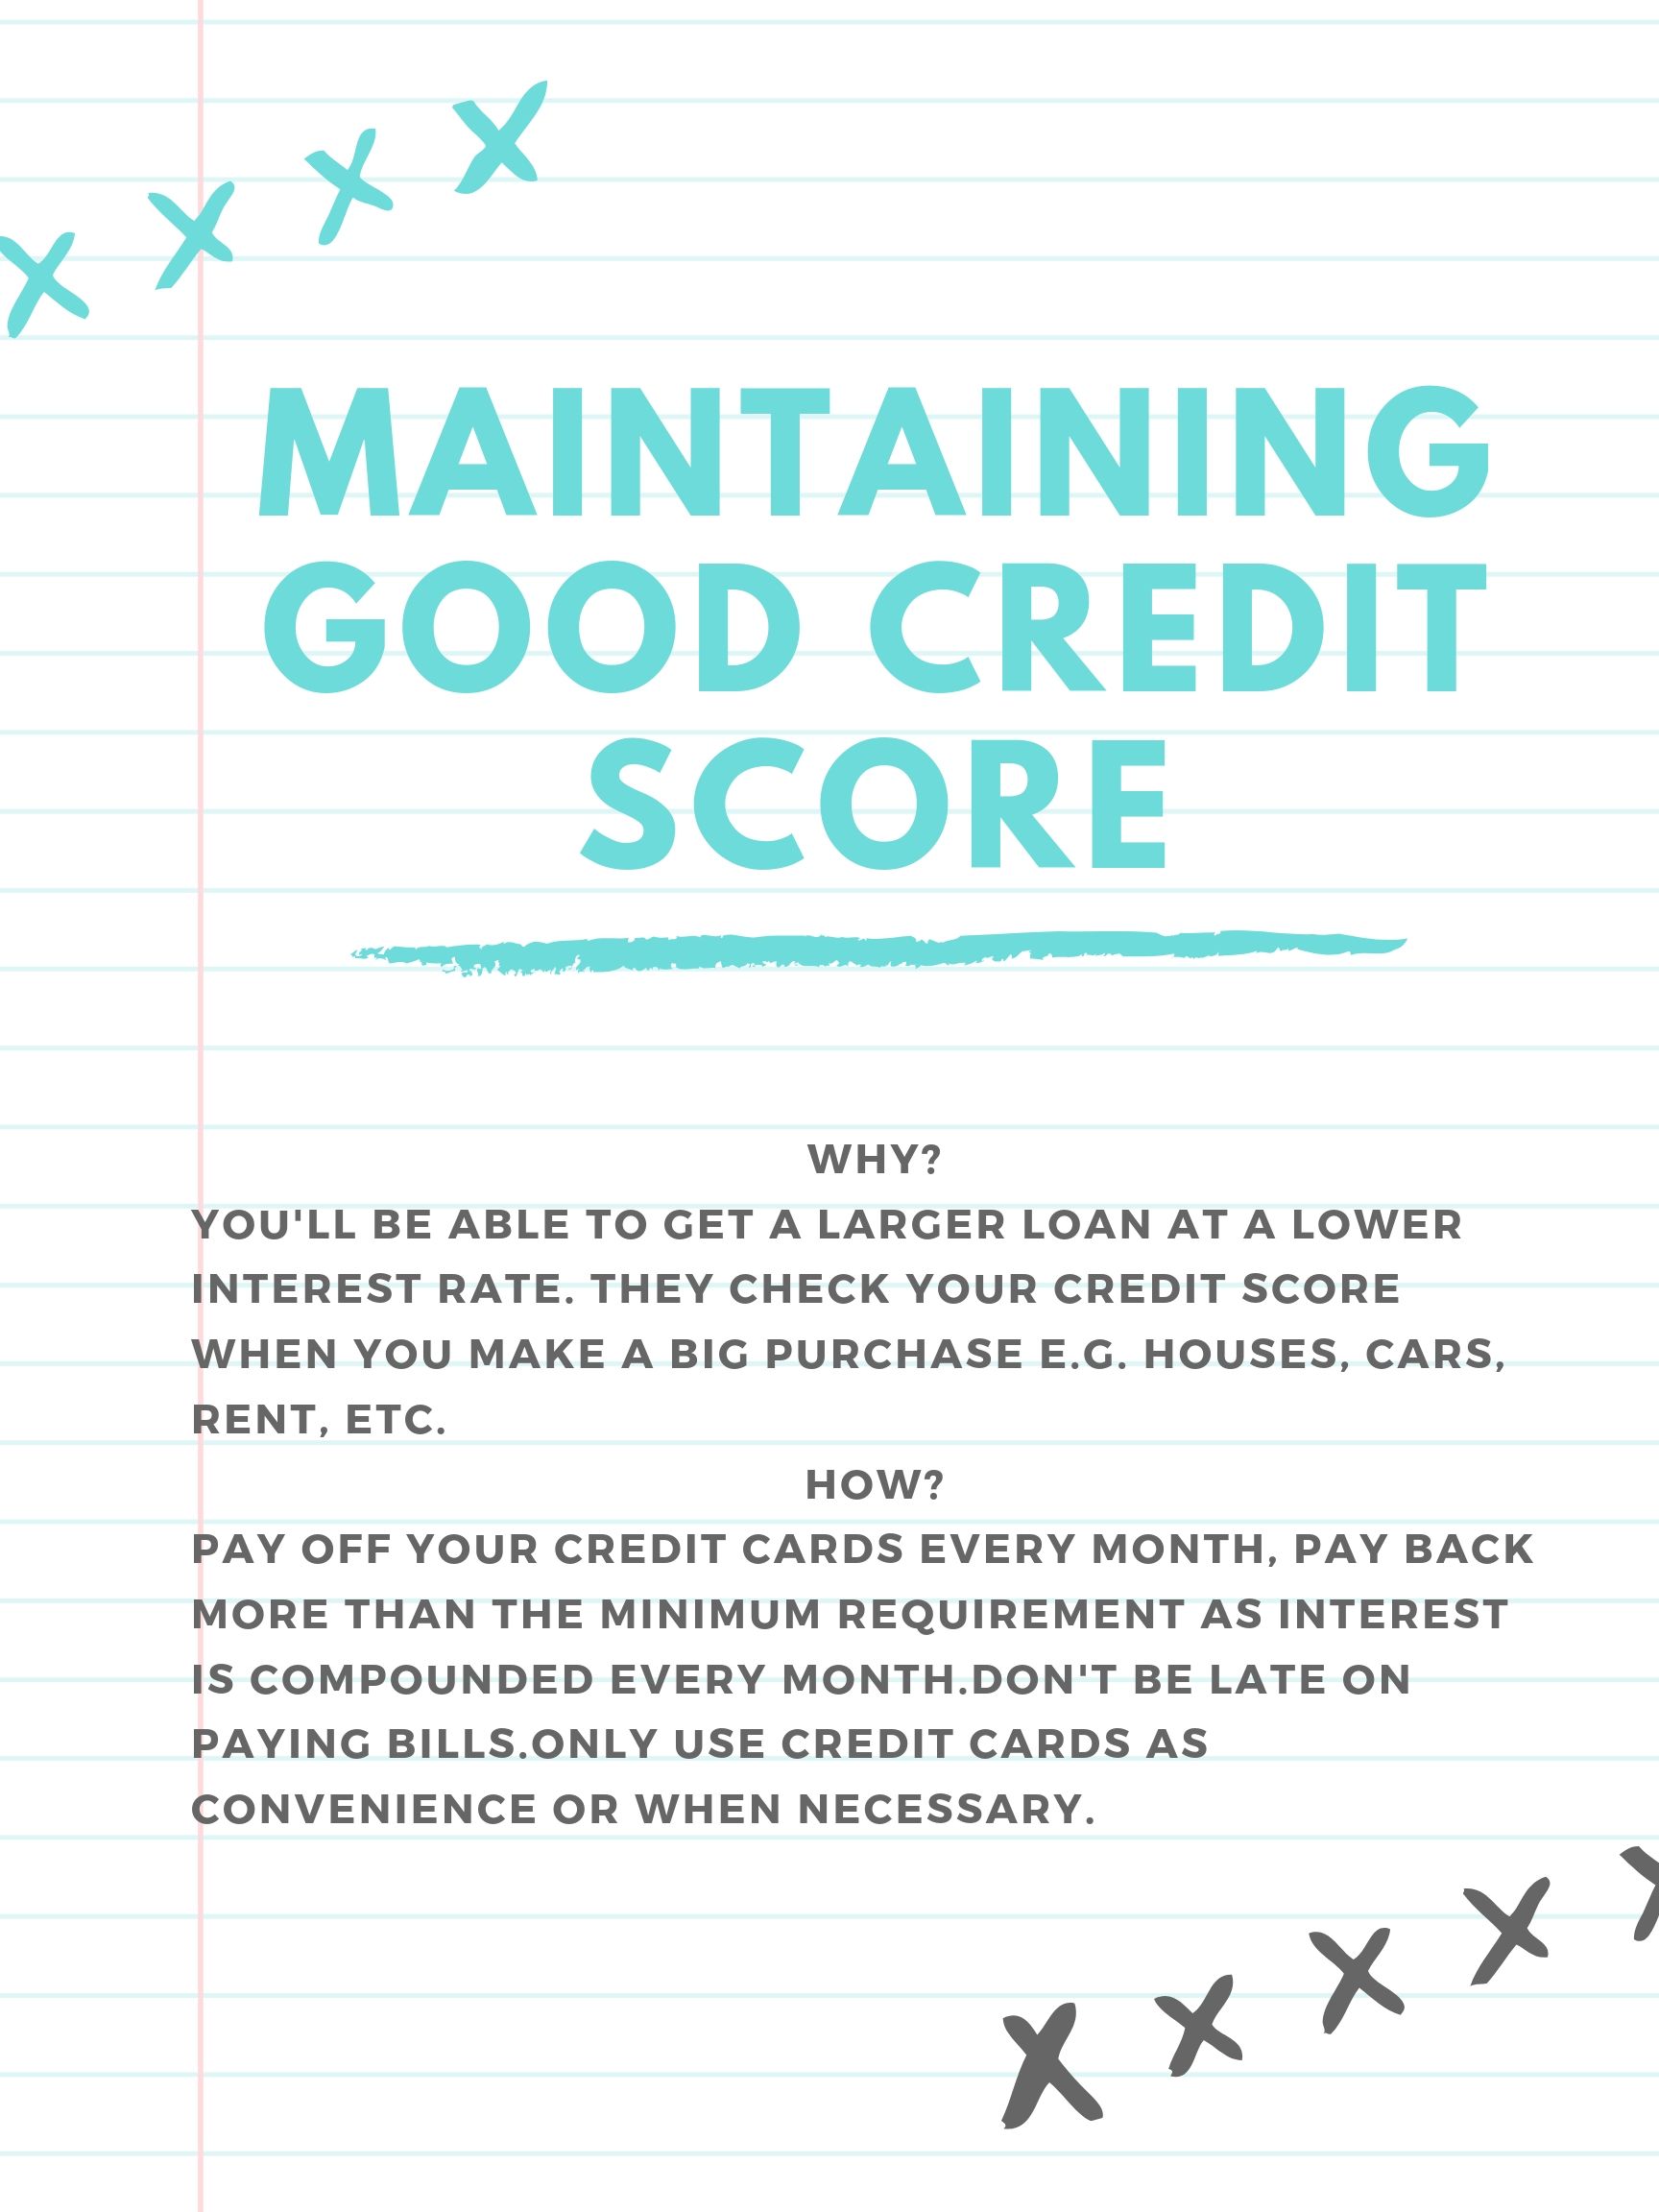 MAINTAINING
GOOD CREDIT
SCORE
WHY?
YOU'LL BE ABLE TO GET A LARGER LOAN AT A LOWER
INTEREST RATE. THEY CHECK YOUR CREDIT SCORE
WHEN YOU MAKE A BIG PURCHASE E.G. HOUSES, CARS,
RENT, ETC.
HOW?
PAY OFF YOUR CREDIT CARDS EVERY MONTH, PAY BACK
MORE THAN THE MINIMUM REQUIREMENT AS INTEREST
IS COMPOUNDED EVERY MONTH.DON'T BE LATE ON
PAYING BILLS.ONLY USE CREDIT CARDS AS
CONVENIENCE OR WHEN NECESSARY.